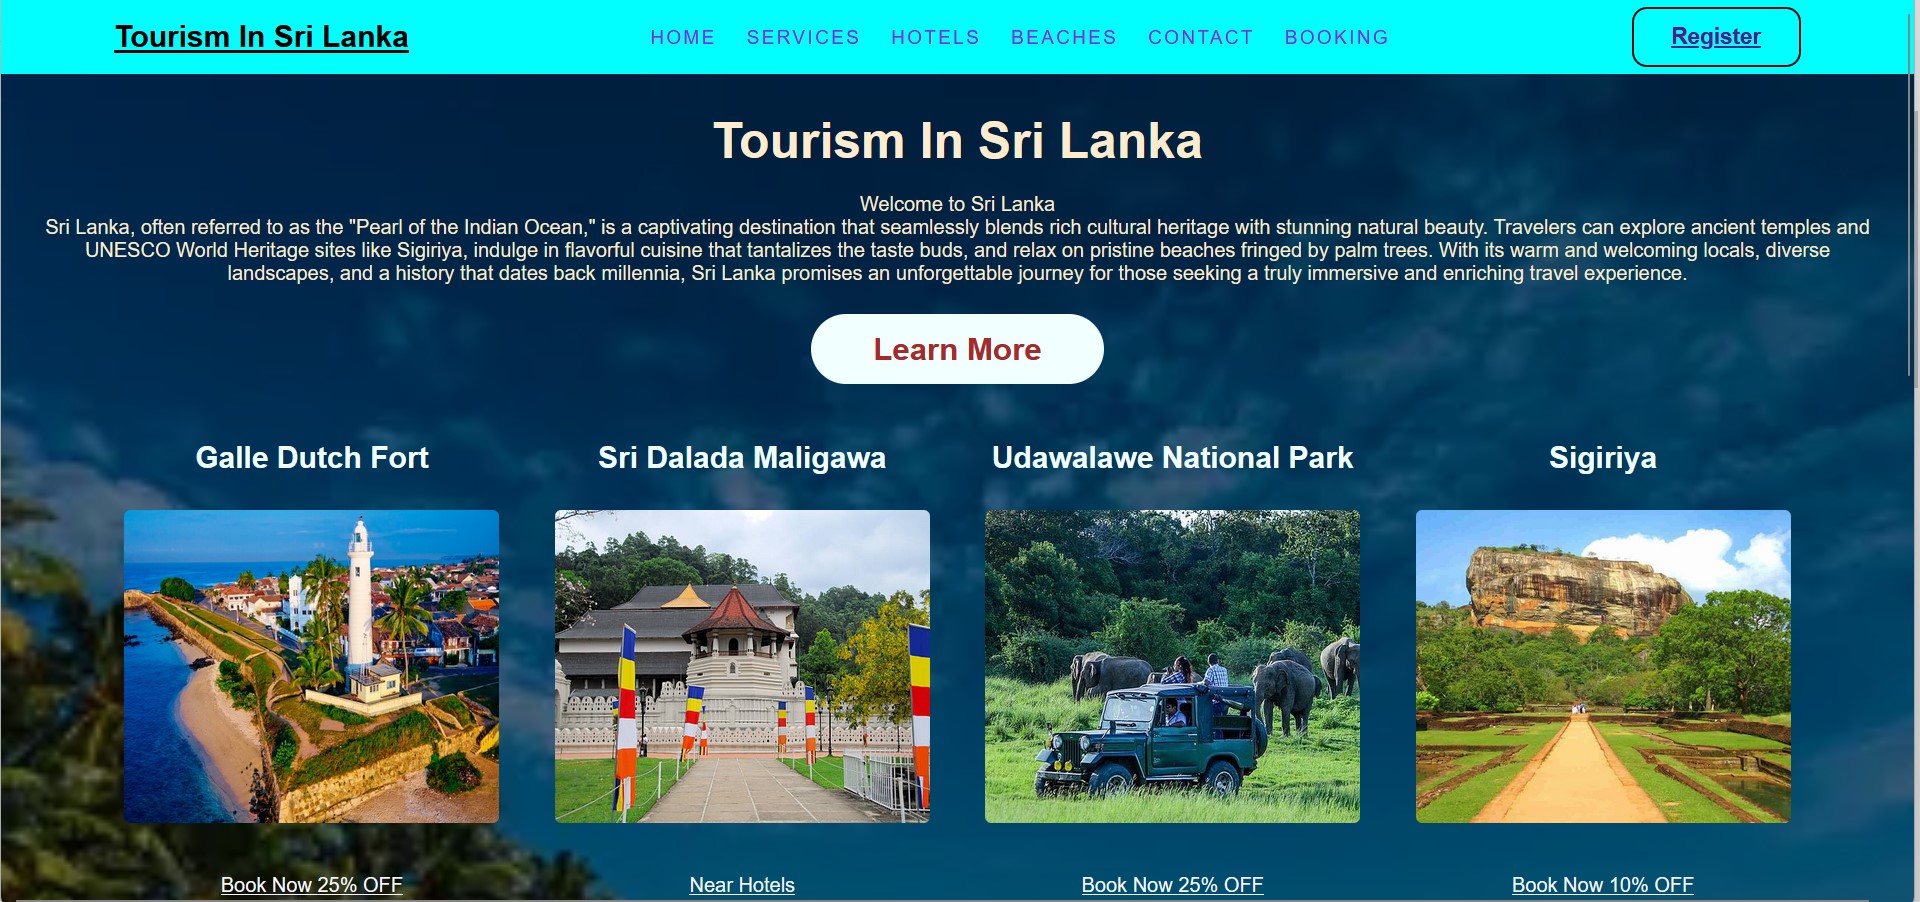 Tourism In Sri Lanka
HOME SERVICES HOTELS BEACHES CONTACT BOOKING
Register
Tourism In Sri Lanka
Welcome to Sri Lanka
Sri Lanka, often referred to as the "Pearl of the Indian Ocean," is a captivating destination that seamlessly blends rich cultural heritage with stunning natural beauty. Travelers can explore ancient temples and
UNESCO World Heritage sites like Sigiriya, indulge in flavorful cuisine that tantalizes the taste buds, and relax on pristine beaches fringed by palm trees. With its warm and welcoming locals, diverse
landscapes, and a history that dates back millennia, Sri Lanka promises an unforgettable journey for those seeking a truly immersive and enriching travel experience.
Learn More
Galle Dutch Fort
Sri Dalada Maligawa
Udawalawe National Park
Sigiriya
Book Now 25% OFF
Near Hotels
Book Now 25% OFF
Book Now 10% OFF